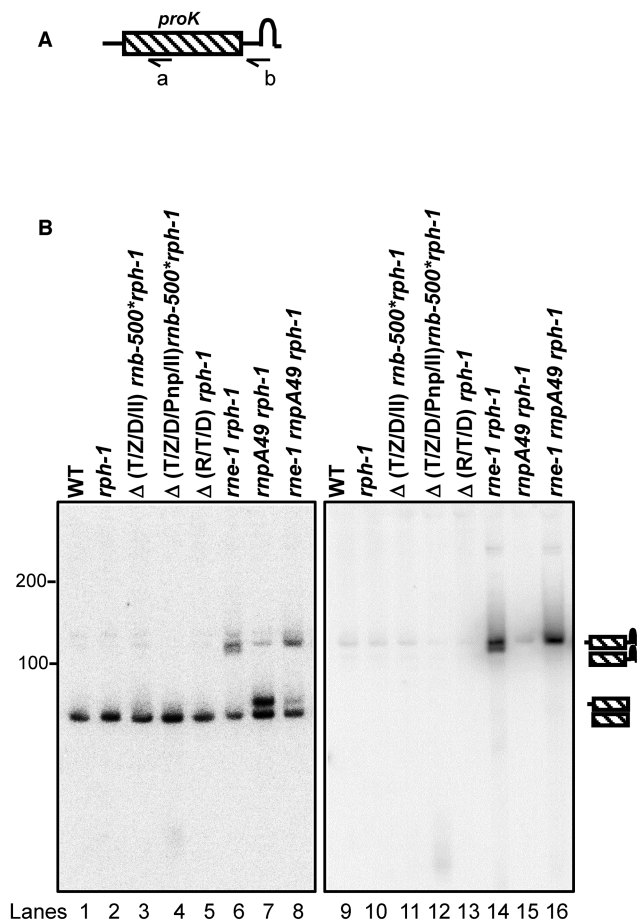 A
proK
a
b
B
WT
rph-1
Δ (T/Z/D/II) rnb-500*rph-1
Δ (T/Z/D/Pnp/II)rnb-500*rph-1
Δ (R/T/D) rph-1
rne-1 rph-1
rnpA49 rph-1
rne-1 rnpA49 rph-1
WT
rph-1
Δ (T/Z/D/II) rnb-500*rph-1
Δ (T/Z/D/Pnp/II)rnb-500*rph-1
Δ (R/T/D) rph-1
rne-1 rph-1
rnpA49 rph-1
rne-1 rnpA49 rph-1
200
100
Lanes 1 2 3 4 5 6 7 8 9 10 11 12 13 14 15 16